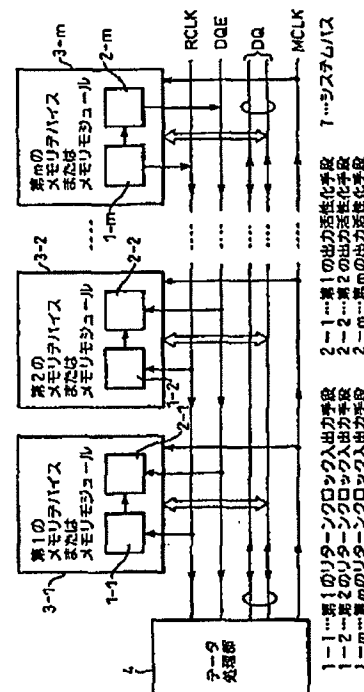 第1の
メモリデバイス
または
メモリモジュール
1-1
2-1
3-1
第2の
メモリデバイス
または
メモリモジュール
1-2
2-2
3-2
第mの
メモリデバイス
または
メモリモジュール
1-m
2-m
3-m
4
データ
処理部
RCLK
DQE
DQ
MCLK
1-1…第1のリターンクロック入出力手段
1-2…第2のリターンクロック入出力手段
1-m…第mのリターンクロック入出力手段
2-1…第1の出力活性化手段
2-2…第2の出力活性化手段
2-m…第mの出力活性化手段
7…システムバス